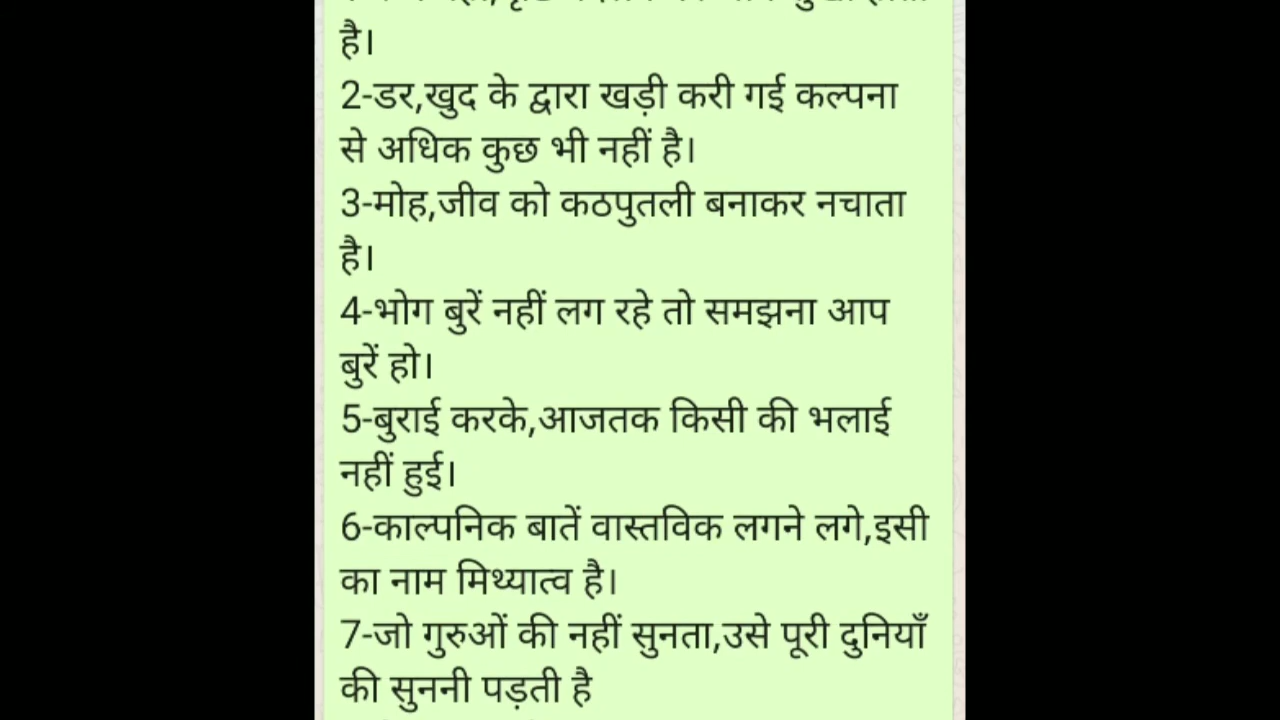 है।
2-डर,खुद के द्वारा खड़ी करी गई कल्पना
से अधिक कुछ भी नहीं है।
3-मोह,जीव को कठपुतली बनाकर नचाता
है।
4-भोग बुरें नहीं लग रहे तो समझना आप
बुरें हो।
5-बुराई करके,आजतक किसी की भलाई
नहीं हुई।
6-काल्पनिक बातें वास्तविक लगने लगे,इसी
का नाम मिथ्यात्व है।
7-जो गुरुओं की नहीं सुनता,उसे पूरी दुनियाँ
की सुननी पड़ती है